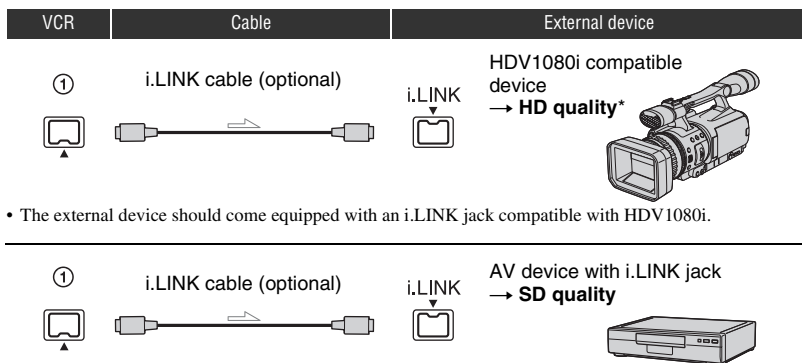 VCR Cable External device
① i.LINK cable (optional) i.LINK HDV1080i compatible
device
→ HD quality*
• The external device should come equipped with an i.LINK jack compatible with HDV1080i.
① i.LINK cable (optional) i.LINK AV device with i.LINK jack
→ SD quality